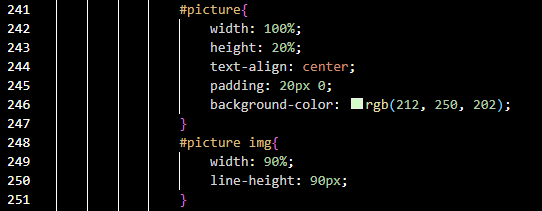 241 #picture{
242 width: 100%;
243 height: 20%;
244 text-align: center;
245 padding: 20px 0;
246 background-color: rgb(212, 250, 202);
247 }
248 #picture img{
249 width: 90%;
250 line-height: 90px;
251 }